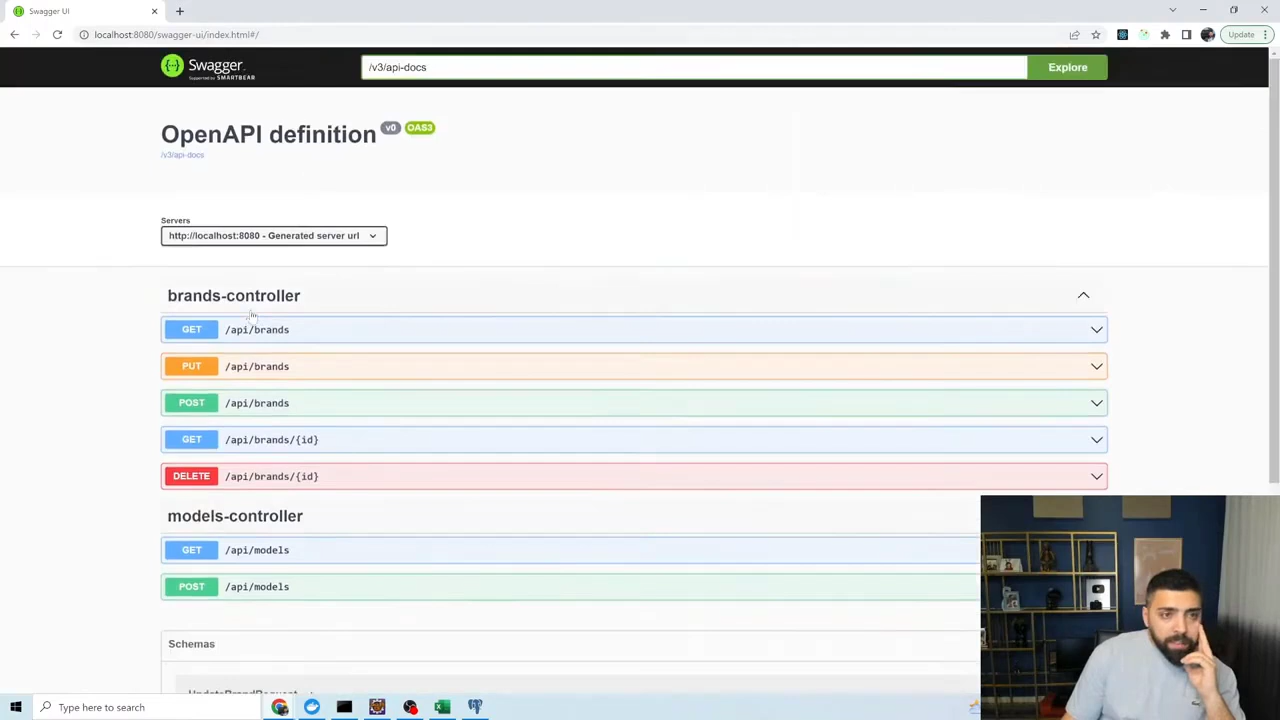 Swagger UI
localhost:8080/swagger-ui/index.html#/
Update
Swagger.
Supported by SMARTBEAR
/v3/api-docs
Explore
OpenAPI definition v0 OAS3
/v3/api-docs
Servers
http://localhost:8080 - Generated server url
brands-controller
GET /api/brands
PUT /api/brands
POST /api/brands
GET /api/brands/{id}
DELETE /api/brands/{id}
models-controller
GET /api/models
POST /api/models
Schemas
UpdateBrandRequest
Type here to search